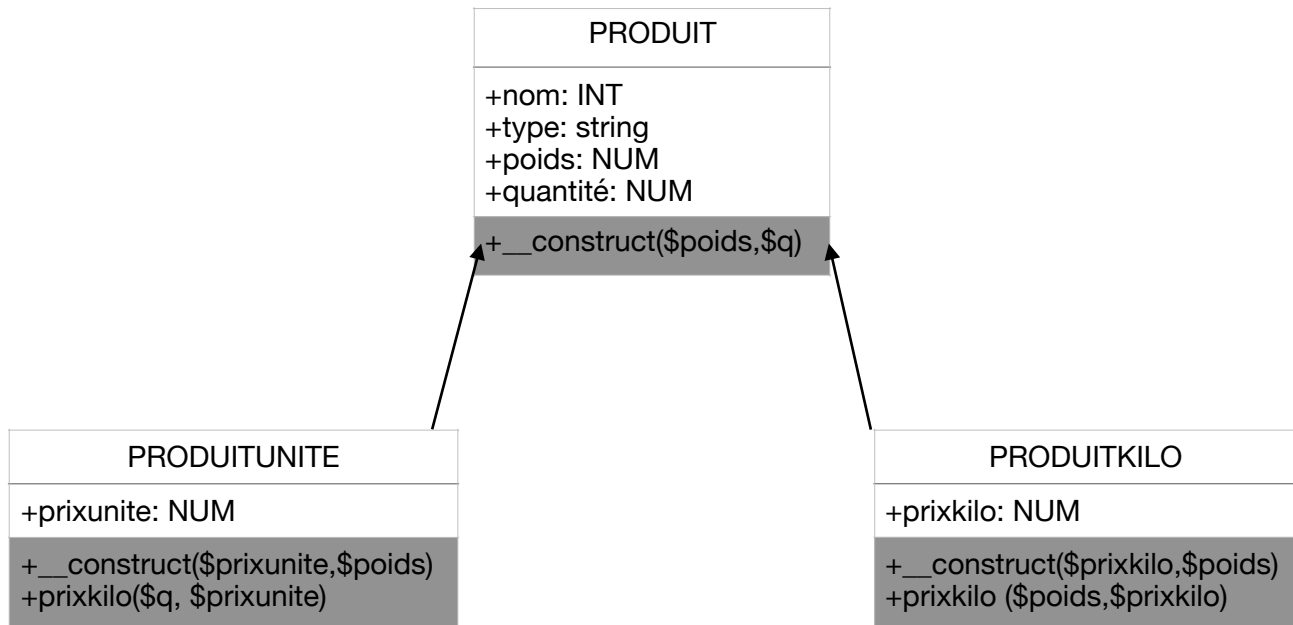 PRODUIT
+nom: INT
+type: string
+poids: NUM
+quantité: NUM
+__construct($poids,$q)
PRODUITUNITE
+prixunite: NUM
+__construct($prixunite,$poids)
+prixkilo($q, $prixunite)
PRODUITKILO
+prixkilo: NUM
+__construct($prixkilo,$poids)
+prixkilo ($poids,$prixkilo)